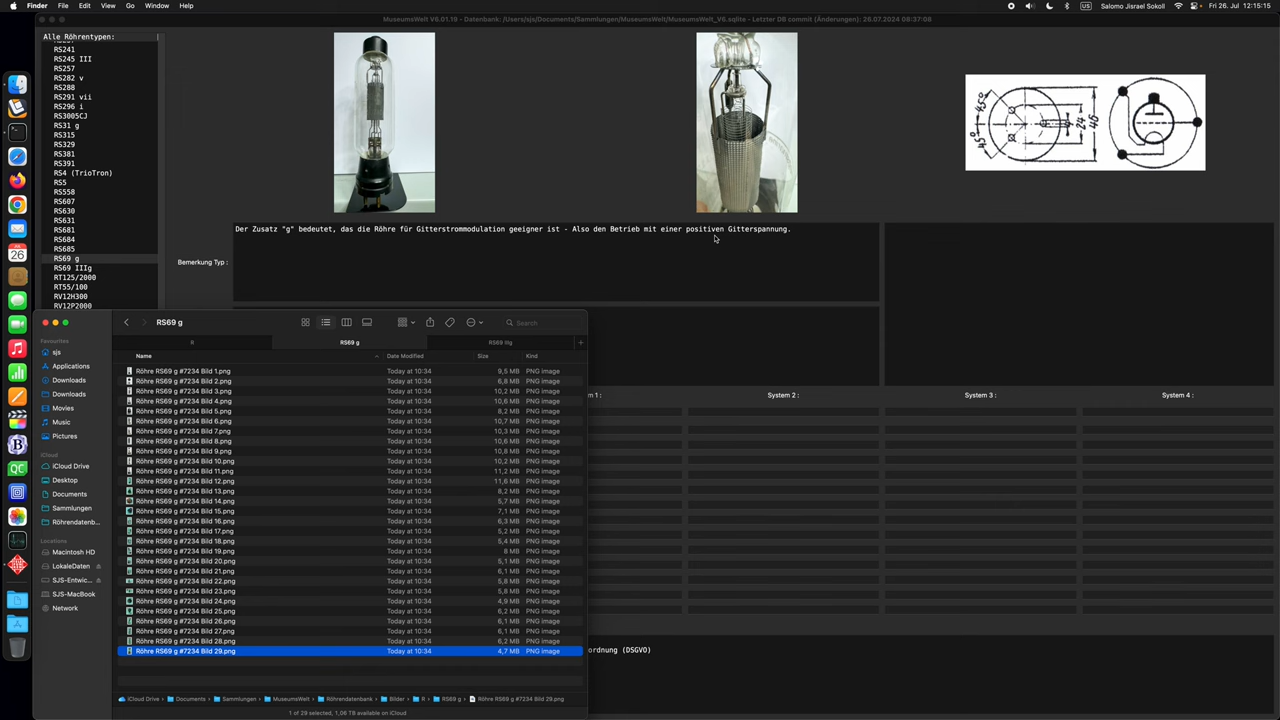 Finder File Edit View Go Window Help
US Salomo Jisrael Sokoll Fri 26. Jul 12:15:15
MuseumsWelt V6.01.19 - Datenbank: /Users/sjs/Documents/Sammlungen/MuseumsWelt/MuseumsWelt_V6.sqlite - Letzter DB commit (Änderungen): 26.07.2024 08:37:08
Alle Röhrentypen:
RS241
RS245 III
RS257
RS282 v
RS288
RS291 vii
RS296 i
RS3005CJ
RS31 g
RS315
RS329
RS381
RS391
RS4 (TrioTron)
RS5
RS558
RS607
RS630
RS631
RS681
RS684
RS685
RS69 g
RS69 IIIg
RT125/2000
RT55/100
RV12H300
RV12P2000
45°
45°
24
46
Der Zusatz "g" bedeutet, das die Röhre für Gitterstrommodulation geeigner ist - Also den Betrieb mit einer positiven Gitterspannung.
Bemerkung Typ :
n 1 : System 2 : System 3 : System 4 :
ordnung (DSGVO)
RS69 g
Search
R RS69 g RS69 IIIg
Name Date Modified Size Kind
Röhre RS69 g #7234 Bild 1.png Today at 10:34 9,5 MB PNG image
Röhre RS69 g #7234 Bild 2.png Today at 10:34 6,8 MB PNG image
Röhre RS69 g #7234 Bild 3.png Today at 10:34 10,2 MB PNG image
Röhre RS69 g #7234 Bild 4.png Today at 10:34 10,6 MB PNG image
Röhre RS69 g #7234 Bild 5.png Today at 10:34 8,2 MB PNG image
Röhre RS69 g #7234 Bild 6.png Today at 10:34 10,7 MB PNG image
Röhre RS69 g #7234 Bild 7.png Today at 10:34 10,3 MB PNG image
Röhre RS69 g #7234 Bild 8.png Today at 10:34 10,6 MB PNG image
Röhre RS69 g #7234 Bild 9.png Today at 10:34 10,8 MB PNG image
Röhre RS69 g #7234 Bild 10.png Today at 10:34 10,2 MB PNG image
Röhre RS69 g #7234 Bild 11.png Today at 10:34 11,2 MB PNG image
Röhre RS69 g #7234 Bild 12.png Today at 10:34 11,6 MB PNG image
Röhre RS69 g #7234 Bild 13.png Today at 10:34 8,2 MB PNG image
Röhre RS69 g #7234 Bild 14.png Today at 10:34 5,7 MB PNG image
Röhre RS69 g #7234 Bild 15.png Today at 10:34 7,1 MB PNG image
Röhre RS69 g #7234 Bild 16.png Today at 10:34 6,3 MB PNG image
Röhre RS69 g #7234 Bild 17.png Today at 10:34 5,2 MB PNG image
Röhre RS69 g #7234 Bild 18.png Today at 10:34 5,4 MB PNG image
Röhre RS69 g #7234 Bild 19.png Today at 10:34 8 MB PNG image
Röhre RS69 g #7234 Bild 20.png Today at 10:34 5,1 MB PNG image
Röhre RS69 g #7234 Bild 21.png Today at 10:34 6,1 MB PNG image
Röhre RS69 g #7234 Bild 22.png Today at 10:34 5,8 MB PNG image
Röhre RS69 g #7234 Bild 23.png Today at 10:34 5,8 MB PNG image
Röhre RS69 g #7234 Bild 24.png Today at 10:34 4,9 MB PNG image
Röhre RS69 g #7234 Bild 25.png Today at 10:34 6,2 MB PNG image
Röhre RS69 g #7234 Bild 26.png Today at 10:34 6,1 MB PNG image
Röhre RS69 g #7234 Bild 27.png Today at 10:34 6,1 MB PNG image
Röhre RS69 g #7234 Bild 28.png Today at 10:34 6,2 MB PNG image
Röhre RS69 g #7234 Bild 29.png Today at 10:34 4,7 MB PNG image
Favourites
sjs
Applications
Downloads
Downloads
Movies
Music
Pictures
iCloud
iCloud Drive
Desktop
Documents
Sammlungen
Röhrendatenb...
Locations
Macintosh HD
LokaleDaten
SJS-Entwic...
SJS-MacBook
Network
iCloud Drive Documents Sammlungen MuseumsWelt Röhrendatenbank Bilder R RS69 g Röhre RS69 g #7234 Bild 29.png
1 of 29 selected, 1,06 TB available on iCloud